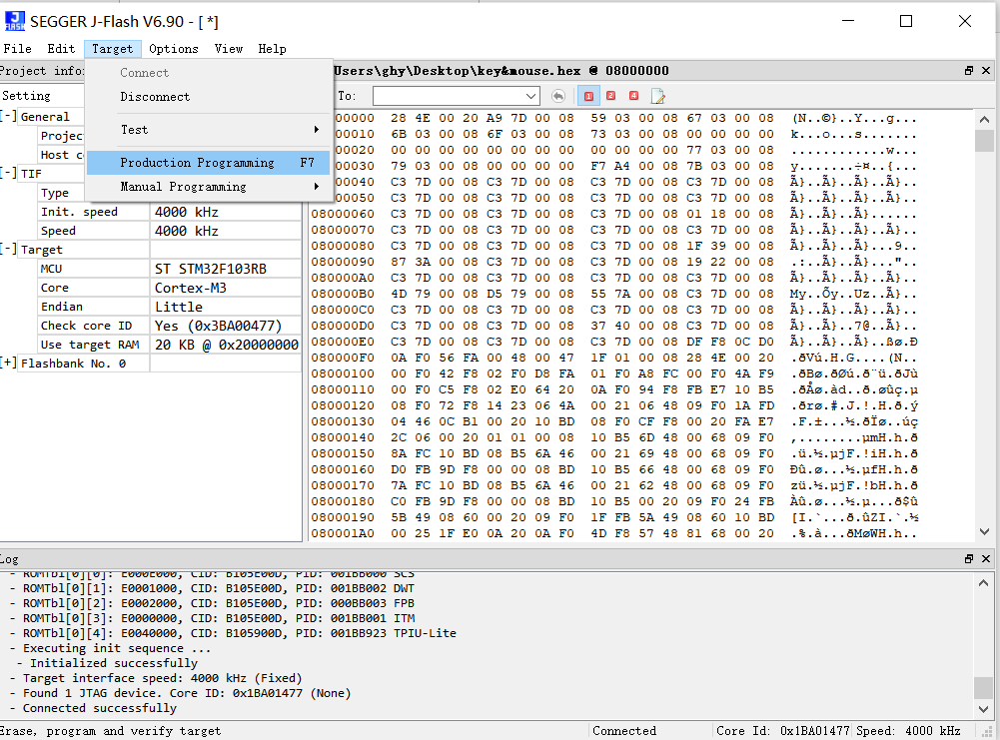 SEGGER J-Flash V6.90 - [ *]
File Edit Target Options View Help
Project info:
Users\ghy\Desktop\key&mouse.hex @ 08000000
Connect
Disconnect
Test
Production Programming F7
Manual Programming
To:
Setting
[-] General
Project
Host co
[-] TIF
Type
Init. speed 4000 kHz
Speed 4000 kHz
[-] Target
MCU ST STM32F103RB
Core Cortex-M3
Endian Little
Check core ID Yes (0x3BA00477)
Use target RAM 20 KB @ 0x20000000
[+] Flashbank No. 0
000000 28 4E 00 20 A9 7D 00 08 59 03 00 08 67 03 00 08 (N. ©}..Y...g...
000010 6B 03 00 08 6F 03 00 08 73 03 00 08 00 00 00 00 k...o...s.......
000020 00 00 00 00 00 00 00 00 00 00 00 00 77 03 00 08 ............w...
000030 79 03 00 08 00 00 00 00 F7 A4 00 08 7B 03 00 08 y.......÷¤..{...
08000040 C3 7D 00 08 C3 7D 00 08 C3 7D 00 08 C3 7D 00 08 Ã}..Ã}..Ã}..Ã}..
08000050 C3 7D 00 08 C3 7D 00 08 C3 7D 00 08 C3 7D 00 08 Ã}..Ã}..Ã}..Ã}..
08000060 C3 7D 00 08 C3 7D 00 08 C3 7D 00 08 01 18 00 08 Ã}..Ã}..Ã}......
08000070 C3 7D 00 08 C3 7D 00 08 C3 7D 00 08 C3 7D 00 08 Ã}..Ã}..Ã}..Ã}..
08000080 C3 7D 00 08 C3 7D 00 08 C3 7D 00 08 1F 39 00 08 Ã}..Ã}..Ã}...9..
08000090 87 3A 00 08 C3 7D 00 08 C3 7D 00 08 19 22 00 08 .:..Ã}..Ã}..."..
080000A0 C3 7D 00 08 C3 7D 00 08 C3 7D 00 08 C3 7D 00 08 Ã}..Ã}..Ã}..Ã}..
080000B0 4D 79 00 08 D5 79 00 08 55 7A 00 08 C3 7D 00 08 My..Õy..Uz..Ã}..
080000C0 C3 7D 00 08 C3 7D 00 08 C3 7D 00 08 C3 7D 00 08 Ã}..Ã}..Ã}..Ã}..
080000D0 C3 7D 00 08 C3 7D 00 08 37 40 00 08 C3 7D 00 08 Ã}..Ã}..7@..Ã}..
080000E0 C3 7D 00 08 C3 7D 00 08 C3 7D 00 08 DF F8 0C D0 Ã}..Ã}..Ã}..ßø.Ð
080000F0 0A F0 56 FA 00 48 00 47 1F 01 00 08 28 4E 00 20 .ðVú.H.G....(N..
08000100 00 F0 42 F8 02 F0 D8 FA 01 F0 A8 FC 00 F0 4A F9 .ðBø.ðØú.ð¨ü.ðJù
08000110 00 F0 C5 F8 02 E0 64 20 0A F0 94 F8 FB E7 10 B5 .ðÅø.àd..ð.øûç.µ
08000120 08 F0 72 F8 14 23 06 4A 00 21 06 48 09 F0 1A FD .ðrø.#.J.!.H.ð.ý
08000130 04 46 0C B1 00 20 10 BD 08 F0 CF F8 00 20 FA E7 .F.±...½.ðÏø..úç
08000140 2C 06 00 20 01 01 00 08 10 B5 6D 48 00 68 09 F0 ,........µmH.h.ð
08000150 8A FC 10 BD 08 B5 6A 46 00 21 69 48 00 68 09 F0 .ü.½.µjF.!iH.h.ð
08000160 D0 FB 9D F8 00 00 08 BD 10 B5 66 48 00 68 09 F0 Ðû.ø...½.µfH.h.ð
08000170 7A FC 10 BD 08 B5 6A 46 00 21 62 48 00 68 09 F0 zü.½.µjF.!bH.h.ð
08000180 C0 FB 9D F8 00 00 08 BD 10 B5 00 20 09 F0 24 FB Àû.ø...½.µ...ð$û
08000190 5B 49 08 60 00 20 09 F0 1F FB 5A 49 08 60 10 BD [I.`...ð.ûZI.`.½
080001A0 00 25 1F E0 0A 20 0A F0 4D F8 57 48 81 68 00 20 .%.à...ðMøWH.h..
Log
- ROMTbl[0][0]: E000E000, CID: B105E00D, PID: 001BB000 SCS
- ROMTbl[0][1]: E0001000, CID: B105E00D, PID: 001BB002 DWT
- ROMTbl[0][2]: E0002000, CID: B105E00D, PID: 000BB003 FPB
- ROMTbl[0][3]: E0000000, CID: B105E00D, PID: 001BB001 ITM
- ROMTbl[0][4]: E0040000, CID: B105900D, PID: 001BB923 TPIU-Lite
- Executing init sequence ...
- Initialized successfully
- Target interface speed: 4000 kHz (Fixed)
- Found 1 JTAG device. Core ID: 0x1BA01477 (None)
- Connected successfully
Erase, program and verify target Connected Core Id: 0x1BA01477 Speed: 4000 kHz